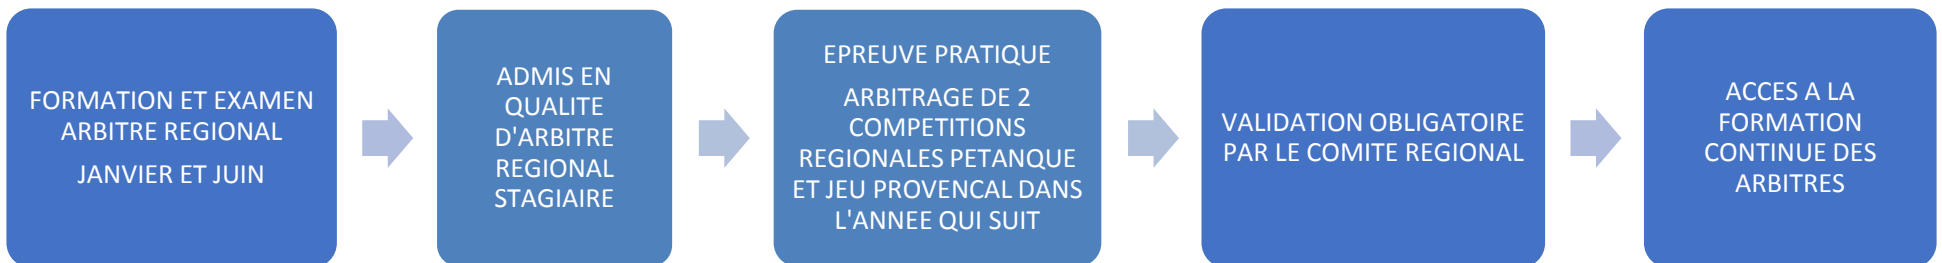 FORMATION ET EXAMEN
ARBITRE REGIONAL
JANVIER ET JUIN
ADMIS EN
QUALITE
D'ARBITRE
REGIONAL
STAGIAIRE
EPREUVE PRATIQUE
ARBITRAGE DE 2
COMPETITIONS
REGIONALES PETANQUE
ET JEU PROVENCAL DANS
L'ANNEE QUI SUIT
VALIDATION OBLIGATOIRE
PAR LE COMITE REGIONAL
ACCES A LA
FORMATION
CONTINUE DES
ARBITRES